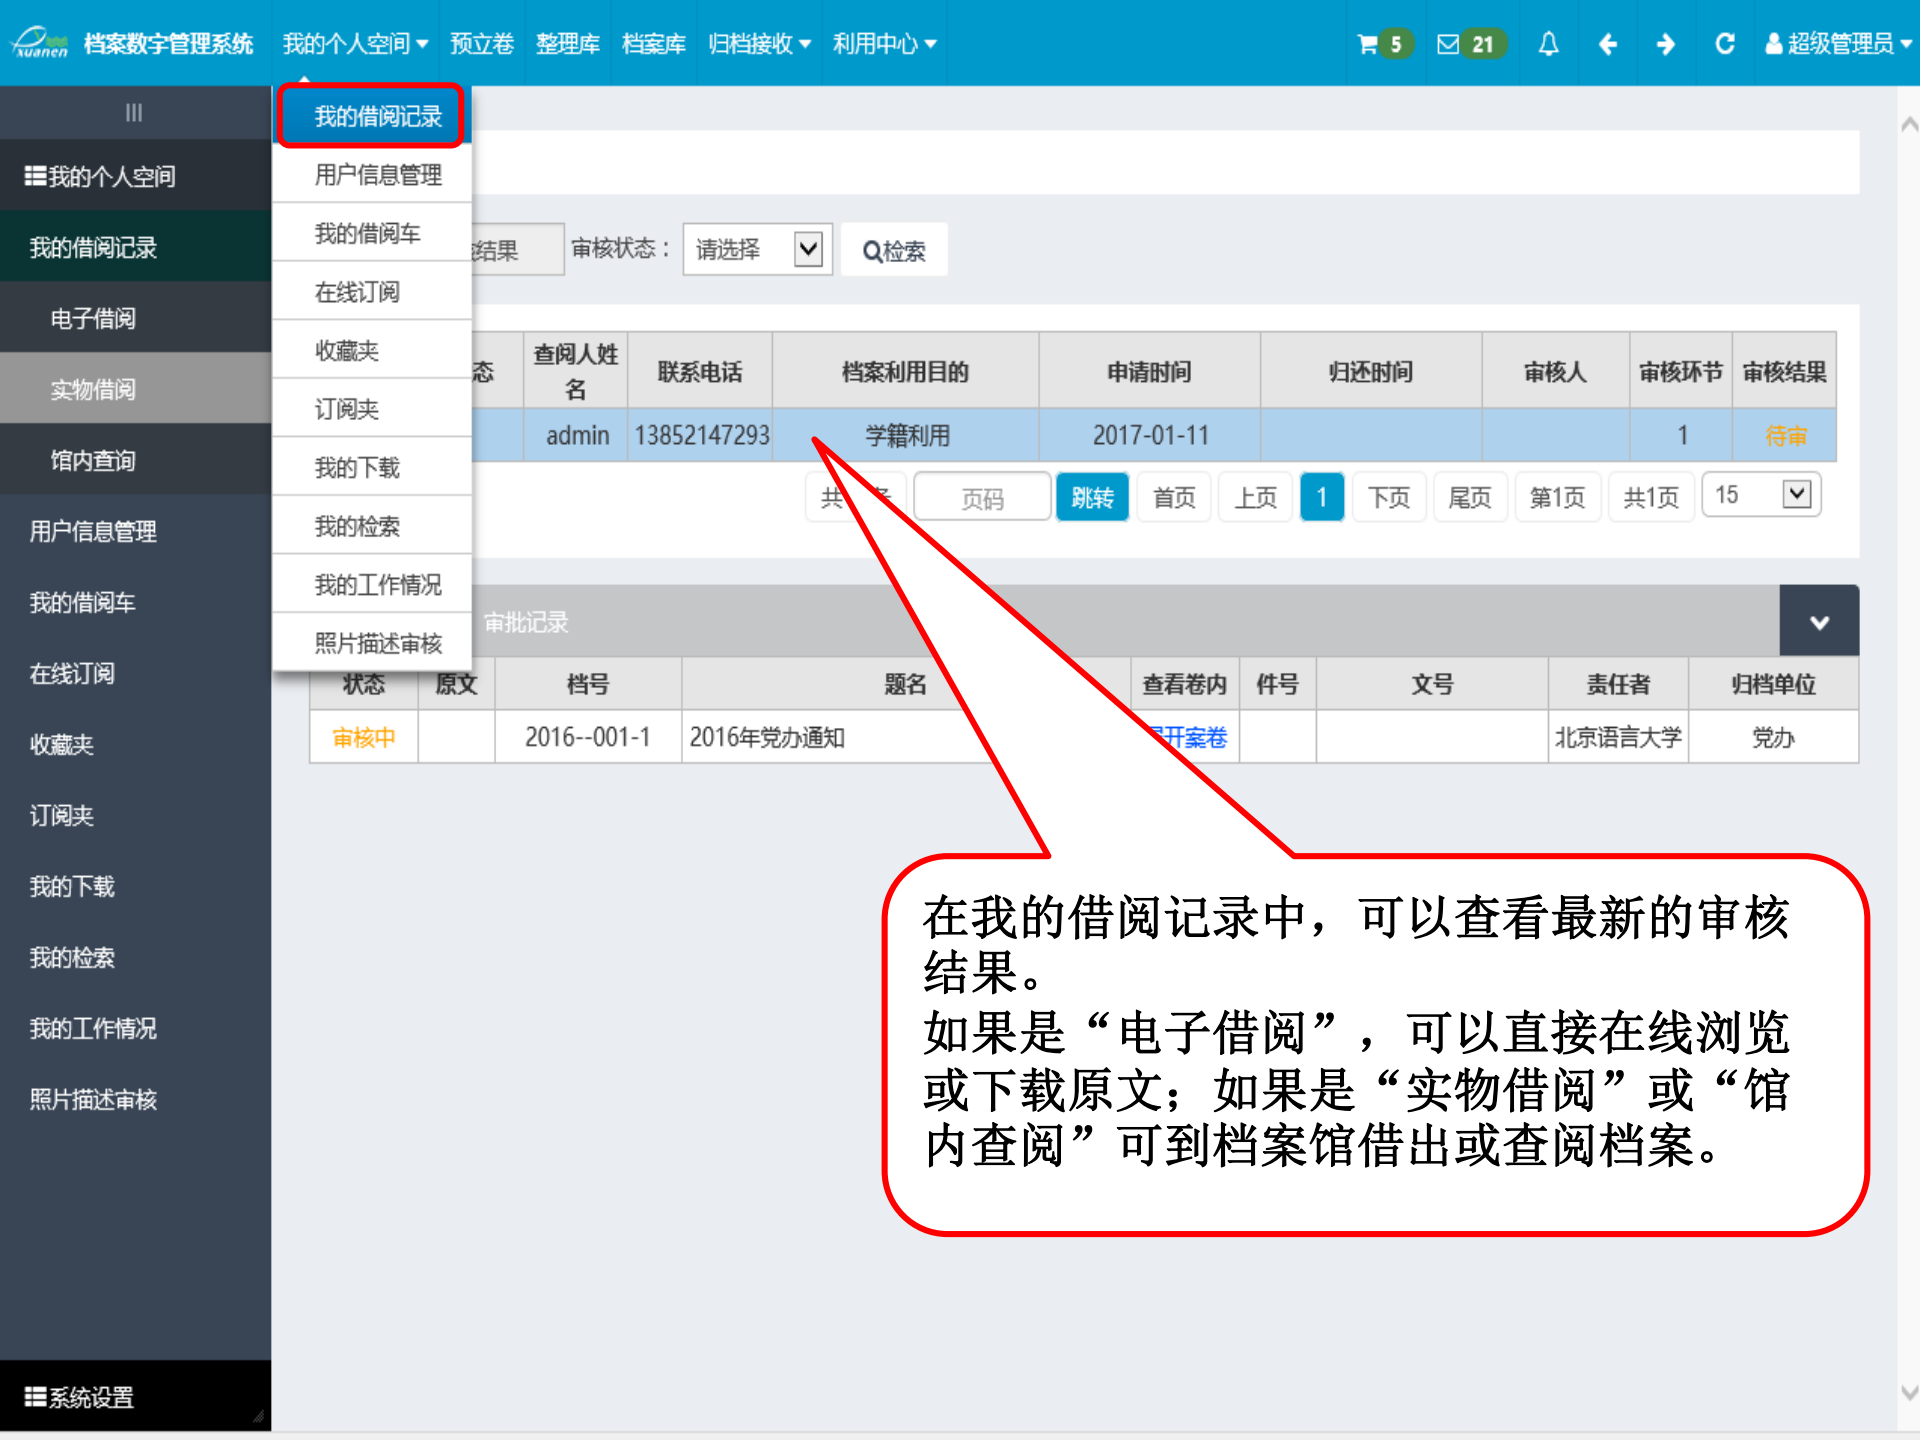 xuanen 档案数字管理系统 我的个人空间 预立卷 整理库 档案库 归档接收 利用中心 5 21 超级管理员
我的个人空间
我的借阅记录
电子借阅
实物借阅
馆内查询
用户信息管理
我的借阅车
在线订阅
收藏夹
订阅夹
我的下载
我的检索
我的工作情况
照片描述审核
系统设置
我的借阅记录
用户信息管理
我的借阅车
在线订阅
收藏夹
订阅夹
我的下载
我的检索
我的工作情况
照片描述审核
结果 审核状态： 请选择 检索
态 查阅人姓名 联系电话 档案利用目的 申请时间 归还时间 审核人 审核环节 审核结果
admin 13852147293 学籍利用 2017-01-11 1 待审
共 页码 跳转 首页 上页 1 下页 尾页 第1页 共1页 15
审批记录
状态 原文 档号 题名 查看卷内 件号 文号 责任者 归档单位
审核中 2016--001-1 2016年党办通知 开案卷 北京语言大学 党办
在我的借阅记录中，可以查看最新的审核
结果。
如果是“电子借阅”，可以直接在线浏览
或下载原文；如果是“实物借阅”或“馆
内查阅”可到档案馆借出或查阅档案。